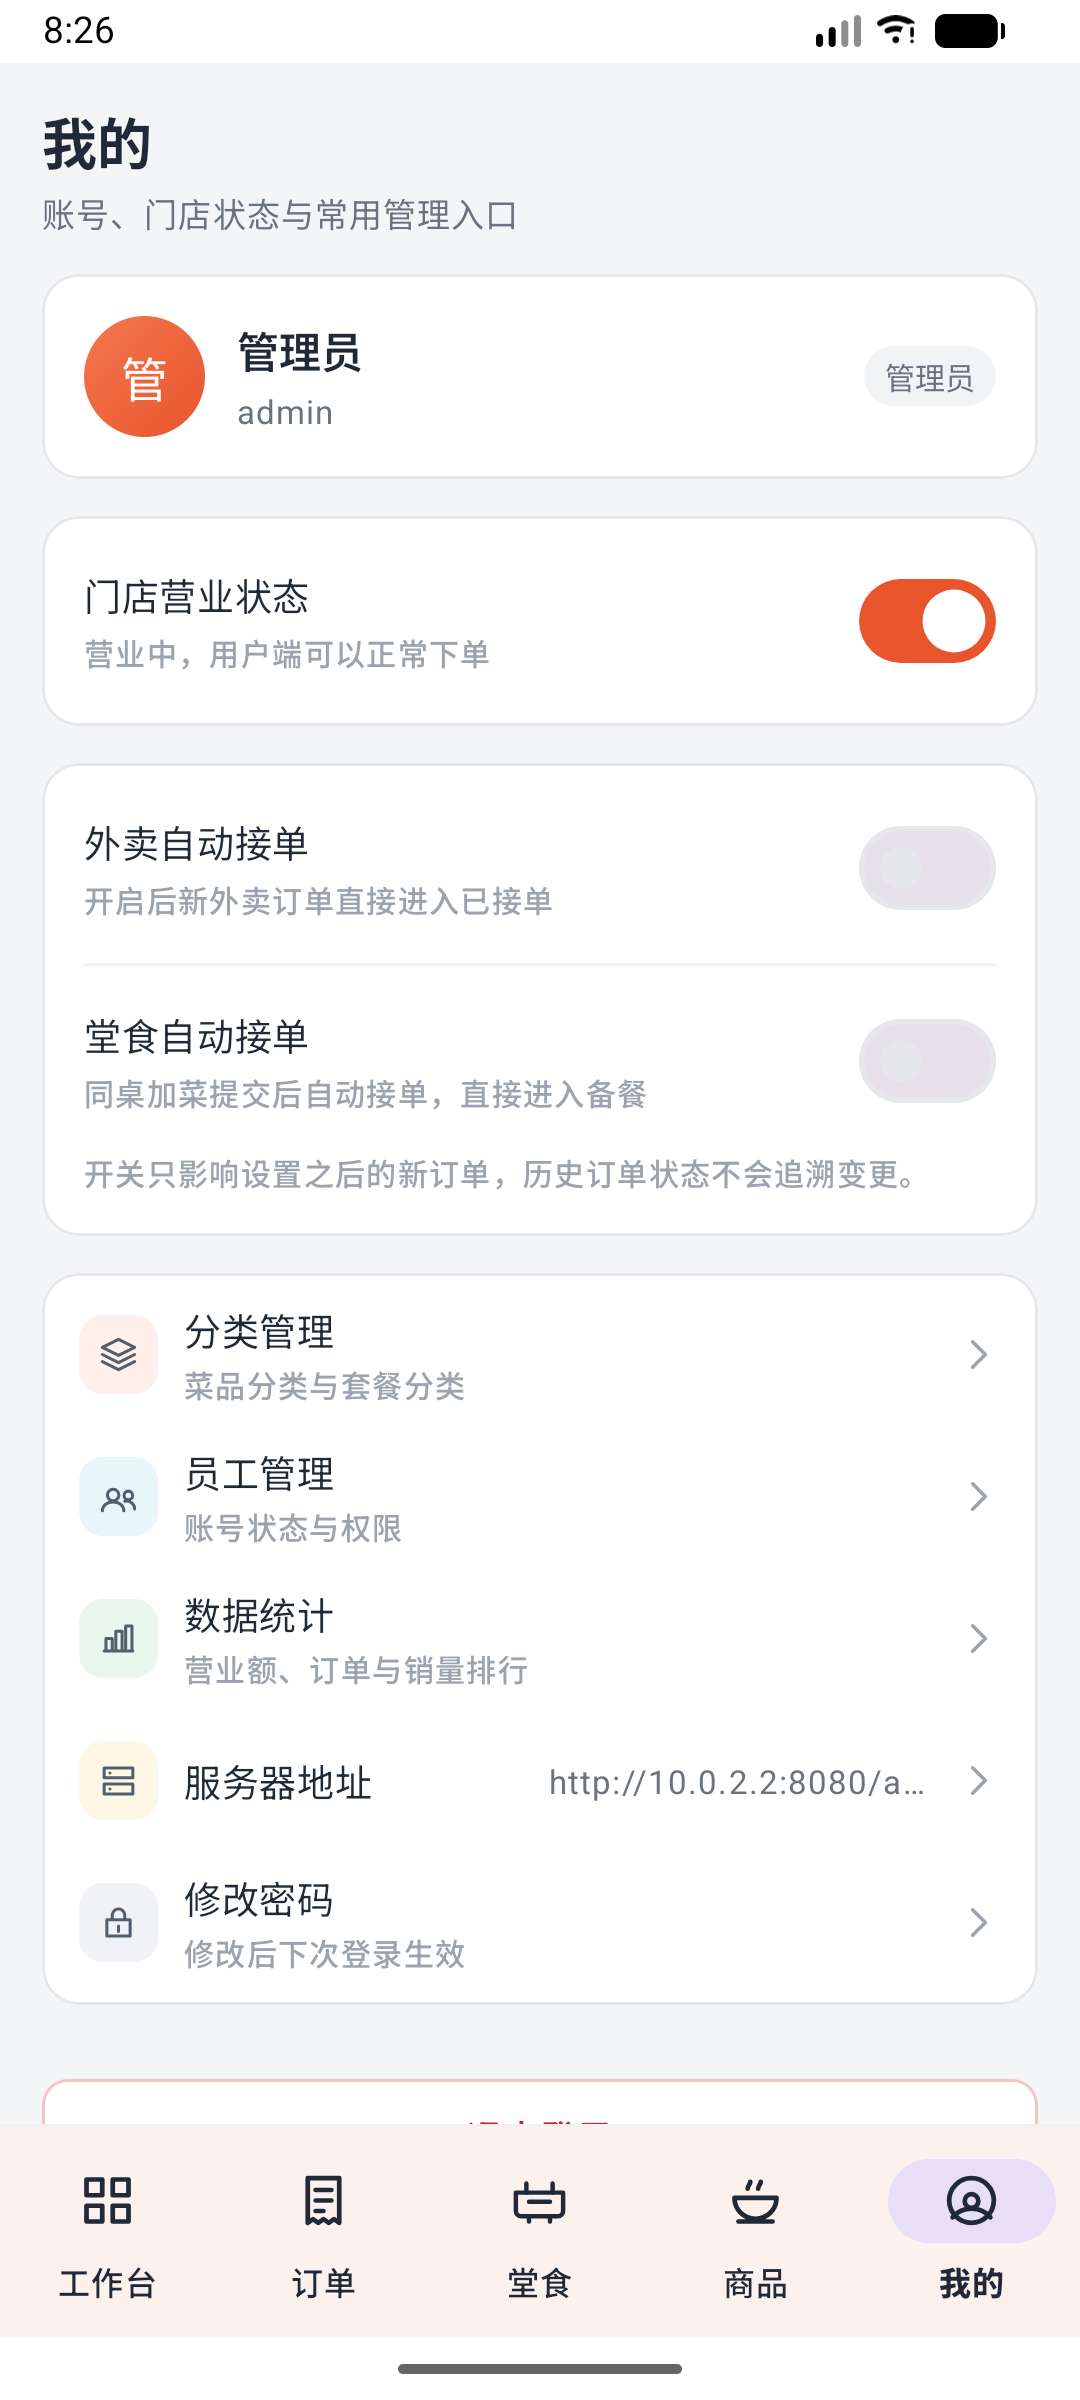 8:26
我的
账号、门店状态与常用管理入口
管
管理员
admin
管理员
门店营业状态
营业中，用户端可以正常下单
外卖自动接单
开启后新外卖订单直接进入已接单
堂食自动接单
同桌加菜提交后自动接单，直接进入备餐
开关只影响设置之后的新订单，历史订单状态不会追溯变更。
分类管理
菜品分类与套餐分类
员工管理
账号状态与权限
数据统计
营业额、订单与销量排行
服务器地址
http://10.0.2.2:8080/a...
修改密码
修改后下次登录生效
工作台
订单
堂食
商品
我的